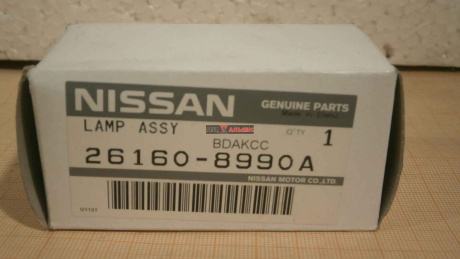 NISSAN
GENUINE PARTS
LAMP ASSY
Q'TY 1
BDAKCC
26160-8990A
NISSAN MOTOR CO.,LTD.